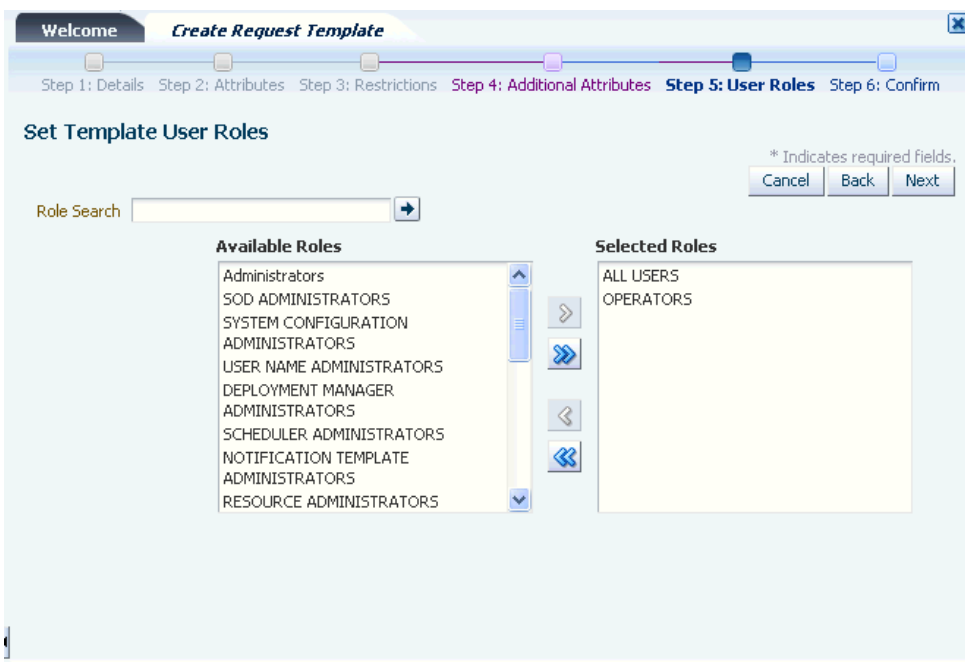 Welcome Create Request Template
Step 1: Details Step 2: Attributes Step 3: Restrictions Step 4: Additional Attributes Step 5: User Roles Step 6: Confirm
Set Template User Roles
* Indicates required fields.
Cancel Back Next
Role Search
Available Roles Selected Roles
Administrators ALL USERS
SOD ADMINISTRATORS OPERATORS
SYSTEM CONFIGURATION
ADMINISTRATORS
USER NAME ADMINISTRATORS
DEPLOYMENT MANAGER
ADMINISTRATORS
SCHEDULER ADMINISTRATORS
NOTIFICATION TEMPLATE
ADMINISTRATORS
RESOURCE ADMINISTRATORS